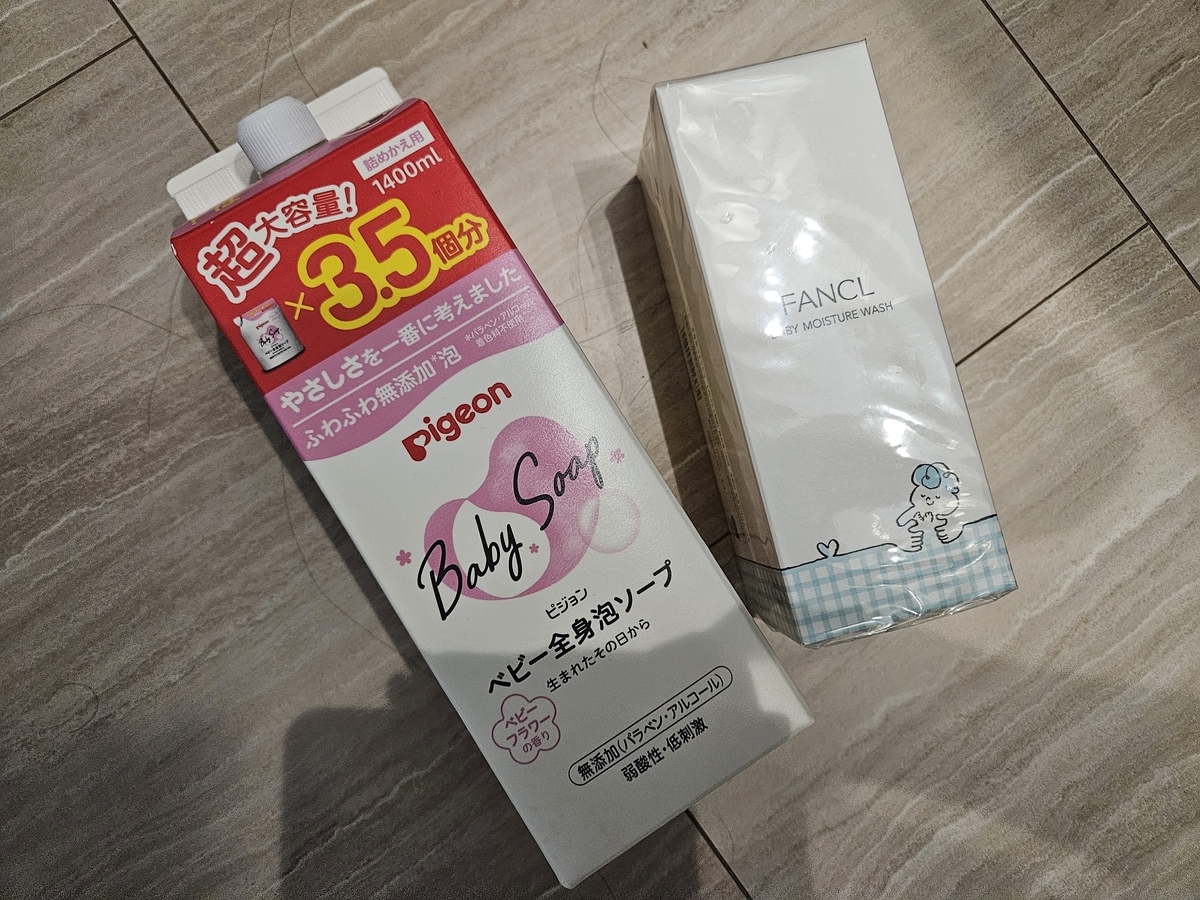 詰めかえ用
1400ml
超大容量!
×3.5個分
やさしさを一番に考えました
ふわふわ無添加*泡
*パラベン・アルコール・
着色料不使用
Pigeon
Baby Soap
ピジョン
ベビー全身泡ソープ
生まれたその日から
ベビー
フラワー
の香り
無添加(パラベン・アルコール)
弱酸性・低刺激
FANCL
BY MOISTURE WASH